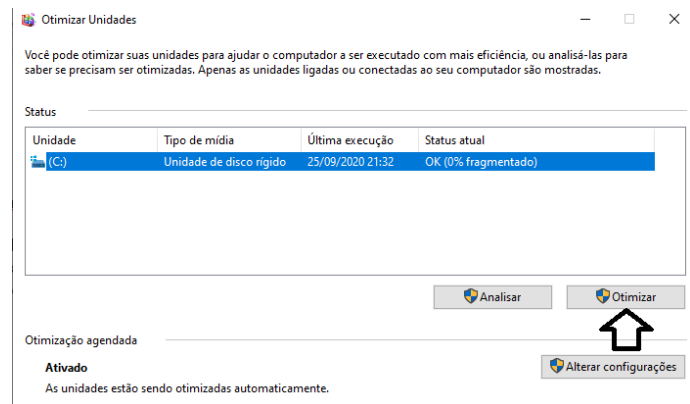 Otimizar Unidades
Você pode otimizar suas unidades para ajudar o computador a ser executado com mais eficiência, ou analisá-las para
saber se precisam ser otimizadas. Apenas as unidades ligadas ou conectadas ao seu computador são mostradas.
Status
Unidade Tipo de mídia Última execução Status atual
(C:) Unidade de disco rígido 25/09/2020 21:32 OK (0% fragmentado)
Analisar Otimizar
Otimização agendada
Ativado Alterar configurações
As unidades estão sendo otimizadas automaticamente.